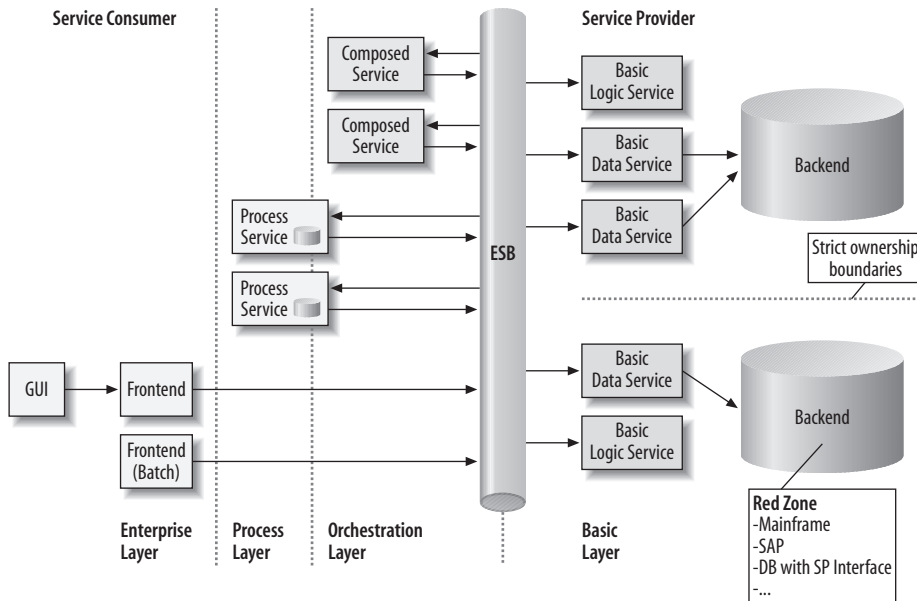 Service Consumer
Service Provider
Composed
Service
Composed
Service
Process
Service
Process
Service
GUI
Frontend
Frontend
(Batch)
ESB
Basic
Logic Service
Basic
Data Service
Basic
Data Service
Backend
Strict ownership
boundaries
Basic
Data Service
Basic
Logic Service
Backend
Red Zone
-Mainframe
-SAP
-DB with SP Interface
-...
Enterprise
Layer
Process
Layer
Orchestration
Layer
Basic
Layer